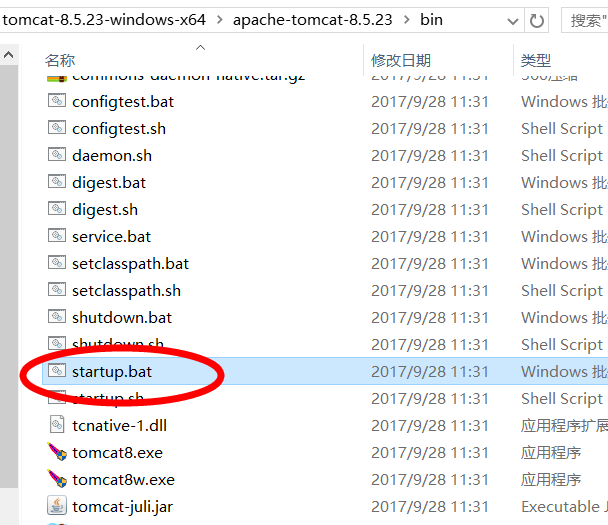 tomcat-8.5.23-windows-x64 > apache-tomcat-8.5.23 > bin 搜索"
名称 修改日期 类型
commons-daemon-native.tar.gz 2017/9/28 11:31 360压缩
configtest.bat 2017/9/28 11:31 Windows 批
configtest.sh 2017/9/28 11:31 Shell Script
daemon.sh 2017/9/28 11:31 Shell Script
digest.bat 2017/9/28 11:31 Windows 批
digest.sh 2017/9/28 11:31 Shell Script
service.bat 2017/9/28 11:31 Windows 批
setclasspath.bat 2017/9/28 11:31 Windows 批
setclasspath.sh 2017/9/28 11:31 Shell Script
shutdown.bat 2017/9/28 11:31 Windows 批
shutdown.sh 2017/9/28 11:31 Shell Script
startup.bat 2017/9/28 11:31 Windows 批
startup.sh 2017/9/28 11:31 Shell Script
tcnative-1.dll 2017/9/28 11:31 应用程序扩展
tomcat8.exe 2017/9/28 11:31 应用程序
tomcat8w.exe 2017/9/28 11:31 应用程序
tomcat-juli.jar 2017/9/28 11:31 Executable J